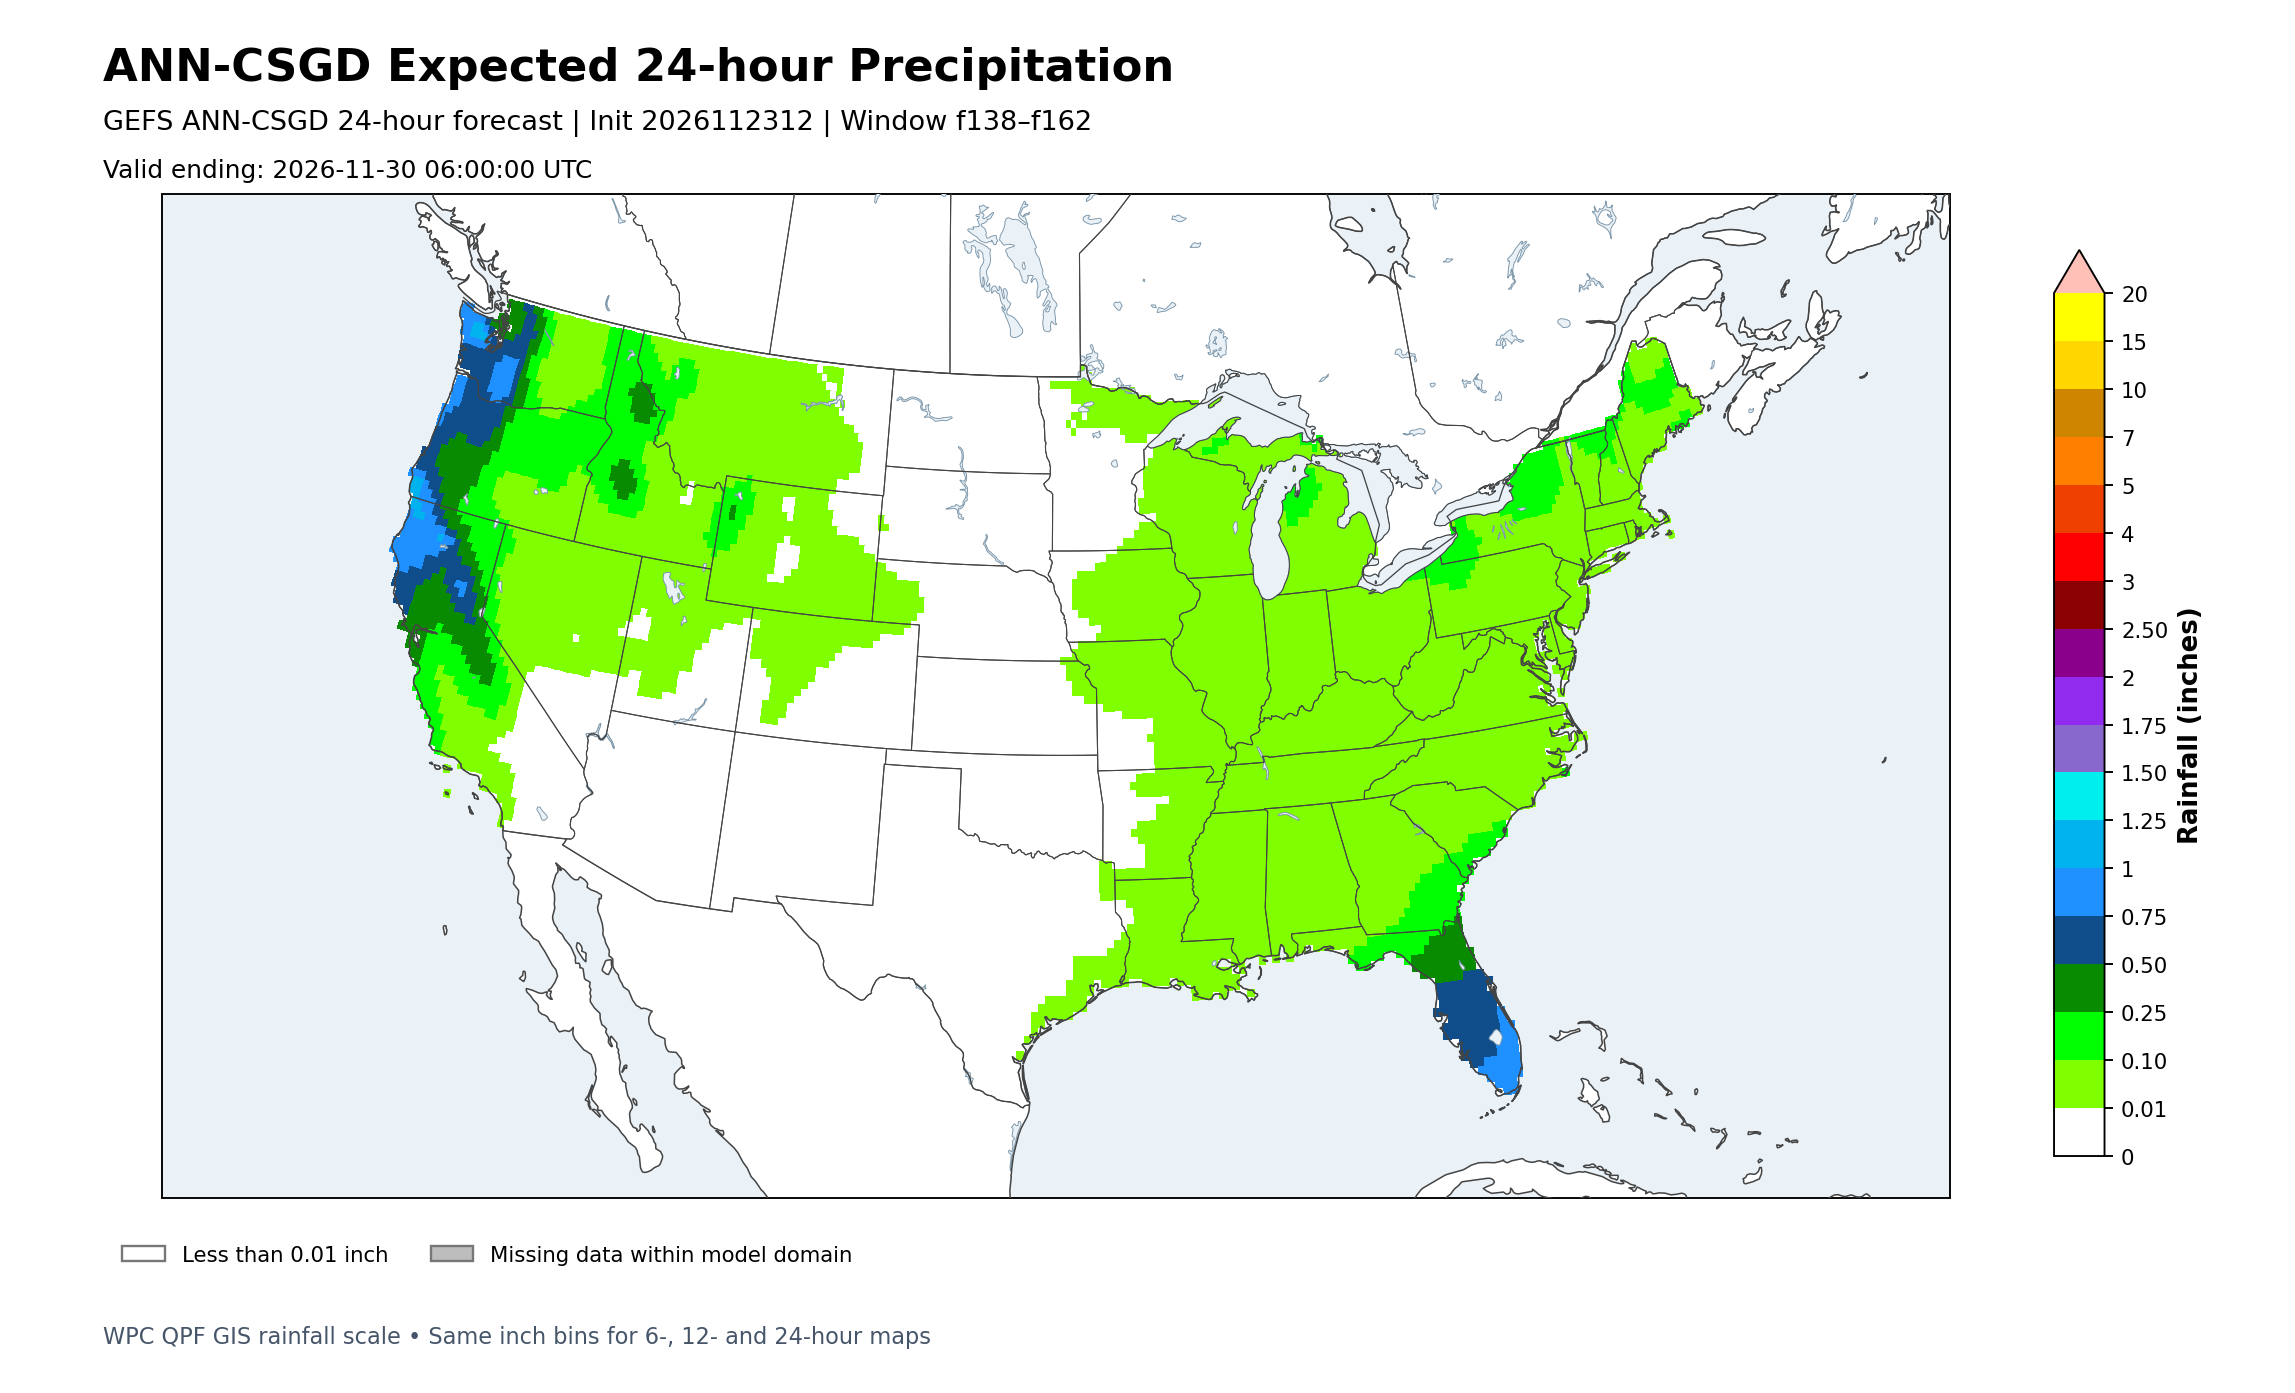 ANN-CSGD Expected 24-hour Precipitation
GEFS ANN-CSGD 24-hour forecast | Init 2026112312 | Window f138–f162
Valid ending: 2026-11-30 06:00:00 UTC
20
15
10
7
5
4
3
2.50
2
1.75
1.50
1.25
1
0.75
0.50
0.25
0.10
0.01
0
Rainfall (inches)
Less than 0.01 inch
Missing data within model domain
WPC QPF GIS rainfall scale • Same inch bins for 6-, 12- and 24-hour maps